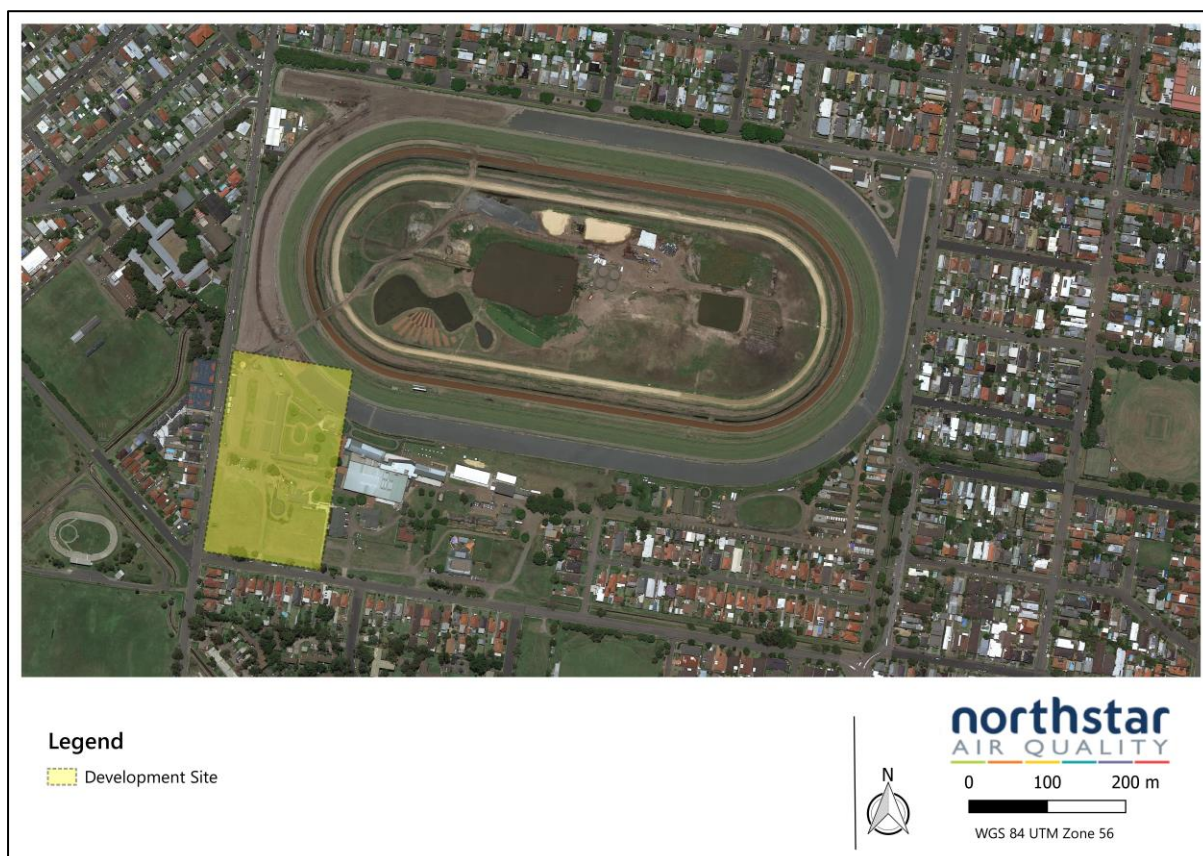 Legend
Development Site
N
northstar
AIR QUALITY
0 100 200 m
WGS 84 UTM Zone 56